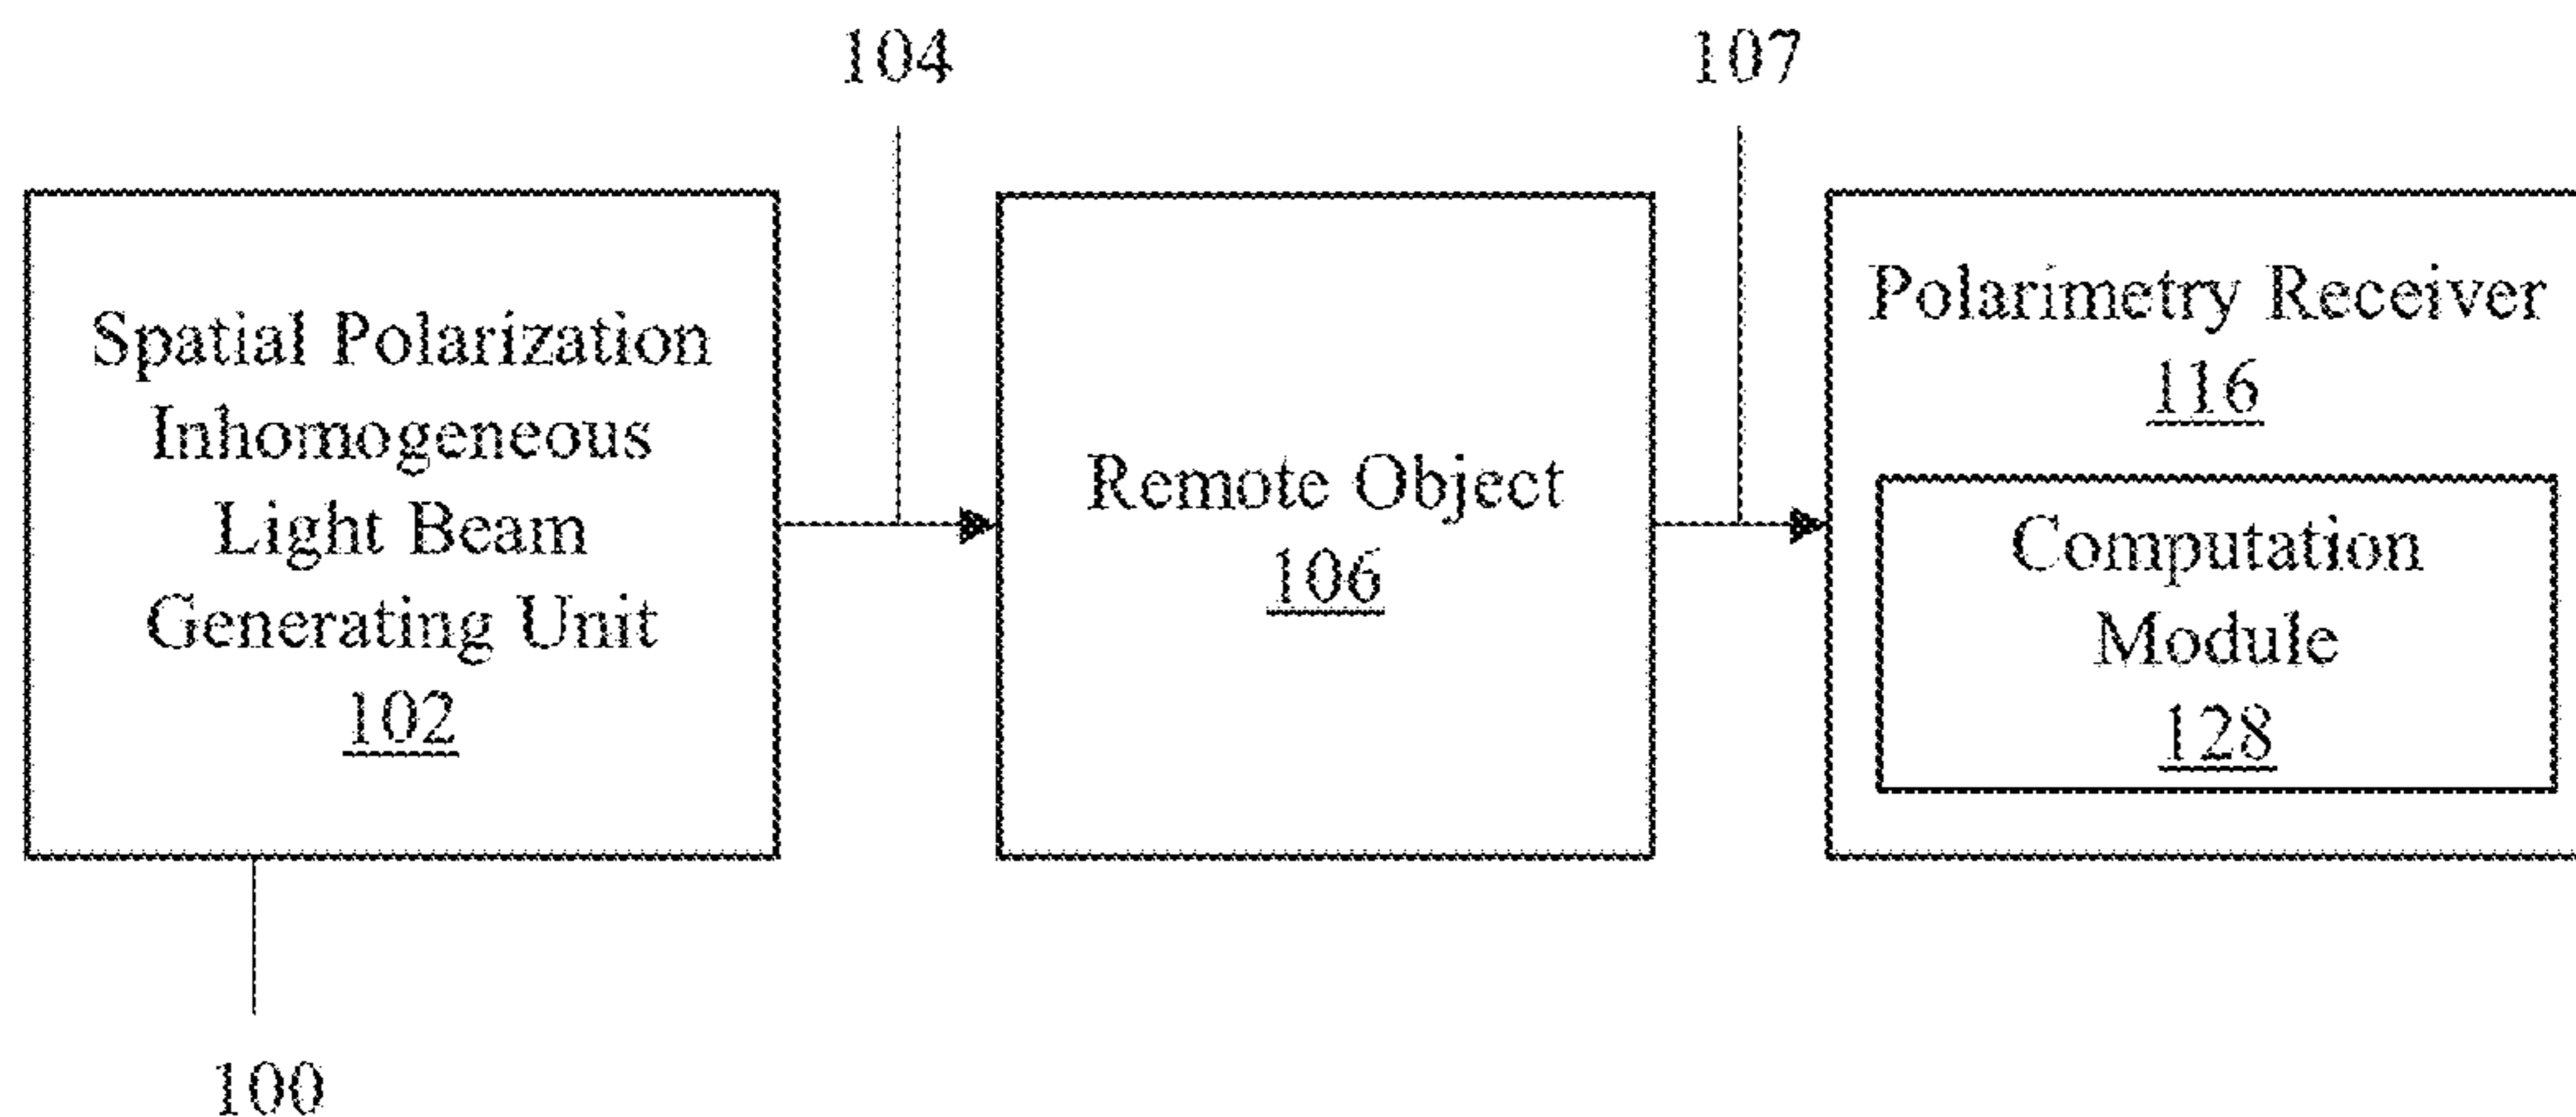 104
107
Spatial Polarization
Inhomogeneous
Light Beam
Generating Unit
102
Remote Object
106
Polarimetry Receiver
116
Computation
Module
128
100